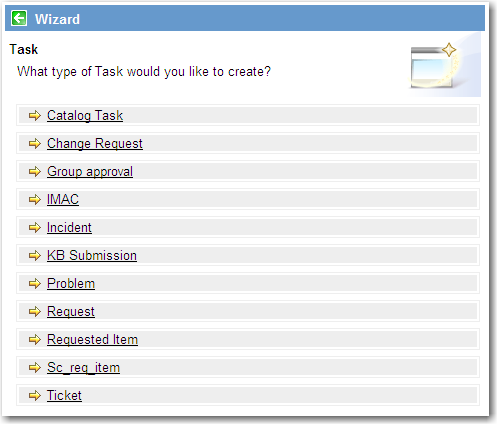 Wizard
Task
What type of Task would you like to create?
Catalog Task
Change Request
Group approval
IMAC
Incident
KB Submission
Problem
Request
Requested Item
Sc_req_item
Ticket